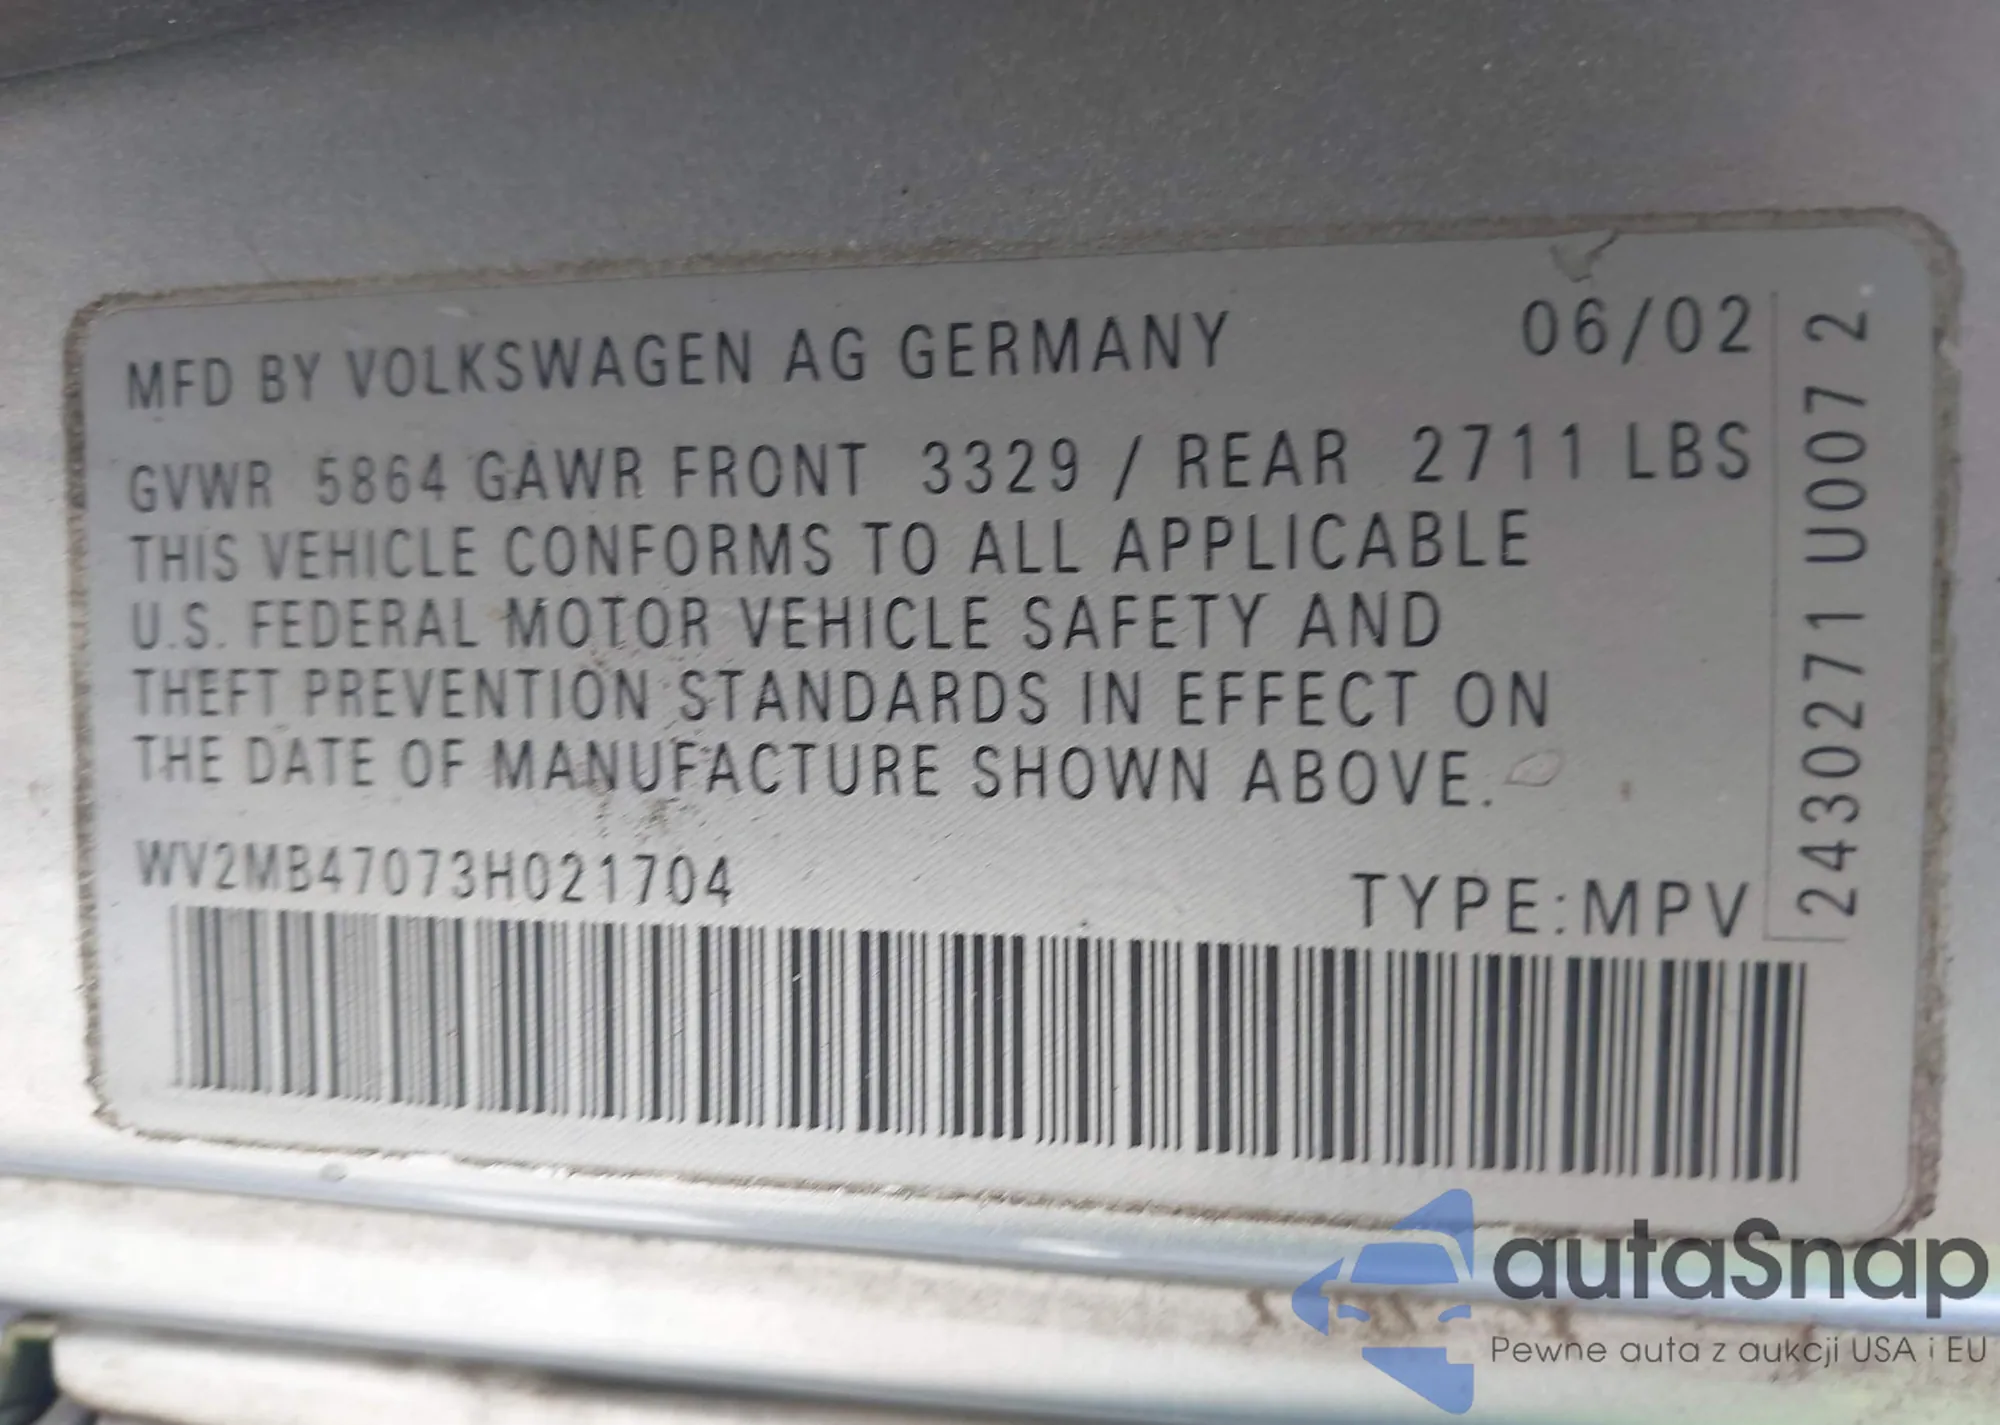 MFD BY VOLKSWAGEN AG GERMANY 06/02
GVWR 5864 GAWR FRONT 3329 / REAR 2711 LBS
THIS VEHICLE CONFORMS TO ALL APPLICABLE
U.S. FEDERAL MOTOR VEHICLE SAFETY AND
THEFT PREVENTION STANDARDS IN EFFECT ON
THE DATE OF MANUFACTURE SHOWN ABOVE.
WV2MB47073H021704 TYPE:MPV
2430271 U007 2
autaSnap
Pewne auta z aukcji USA i EU